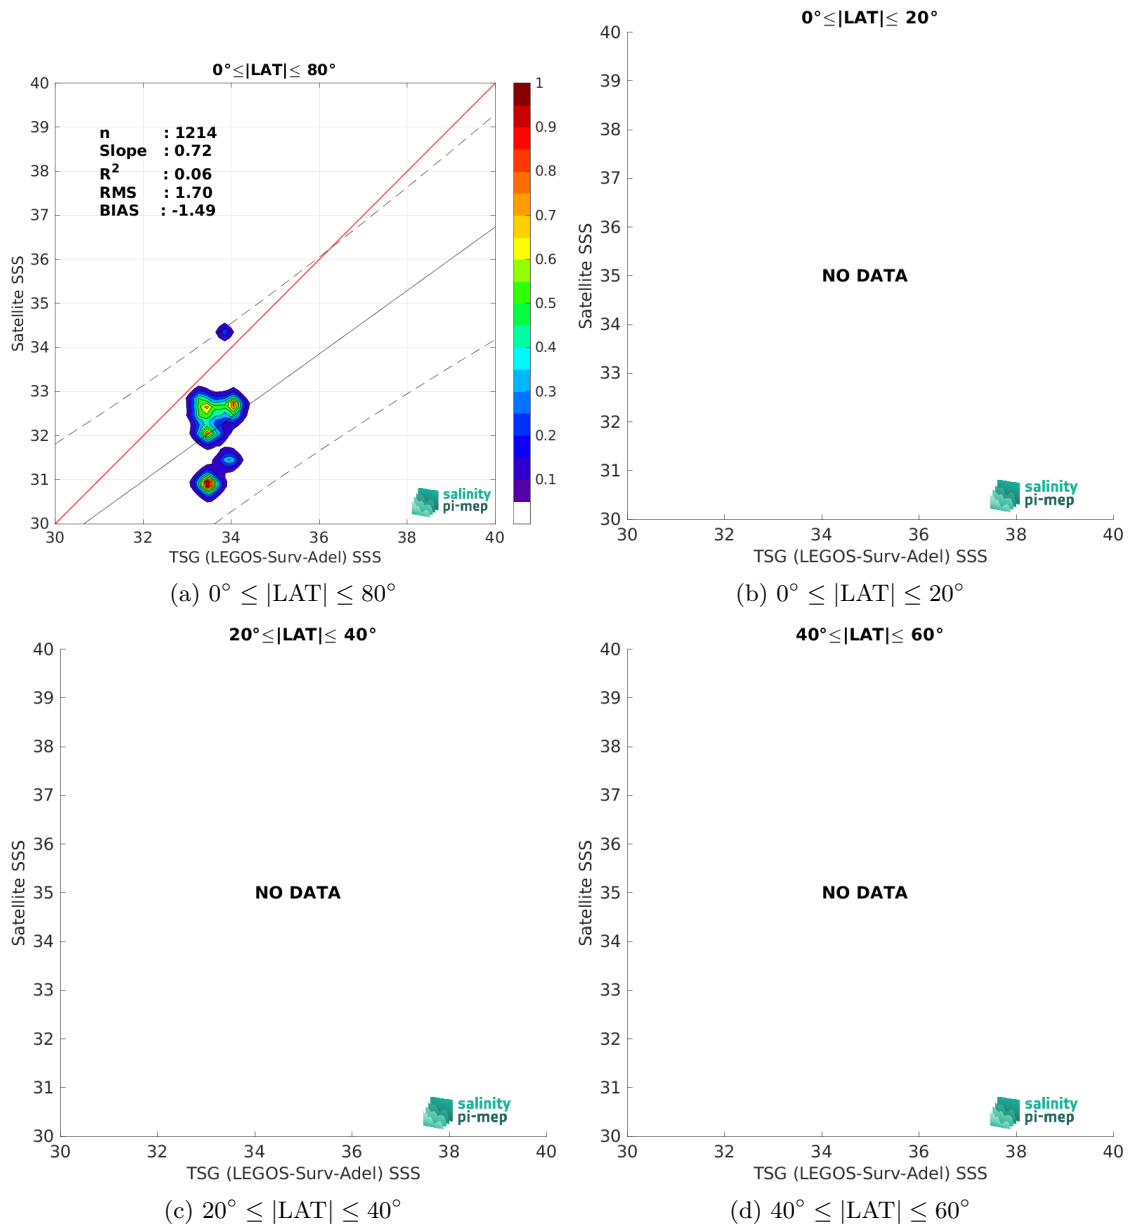 0°≤|LAT|≤ 80°
n : 1214
Slope : 0.72
R² : 0.06
RMS : 1.70
BIAS : -1.49
Satellite SSS
40
39
38
37
36
35
34
33
32
31
30
30 32 34 36 38 40
TSG (LEGOS-Surv-Adel) SSS
1
0.9
0.8
0.7
0.6
0.5
0.4
0.3
0.2
0.1
salinity
pi-mep
(a) 0° ≤ |LAT| ≤ 80°
0°≤|LAT|≤ 20°
Satellite SSS
40
39
38
37
36
35
34
33
32
31
30
NO DATA
salinity
pi-mep
30 32 34 36 38 40
TSG (LEGOS-Surv-Adel) SSS
(b) 0° ≤ |LAT| ≤ 20°
20°≤|LAT|≤ 40°
Satellite SSS
40
39
38
37
36
35
34
33
32
31
30
NO DATA
salinity
pi-mep
30 32 34 36 38 40
TSG (LEGOS-Surv-Adel) SSS
(c) 20° ≤ |LAT| ≤ 40°
40°≤|LAT|≤ 60°
Satellite SSS
40
39
38
37
36
35
34
33
32
31
30
NO DATA
salinity
pi-mep
30 32 34 36 38 40
TSG (LEGOS-Surv-Adel) SSS
(d) 40° ≤ |LAT| ≤ 60°